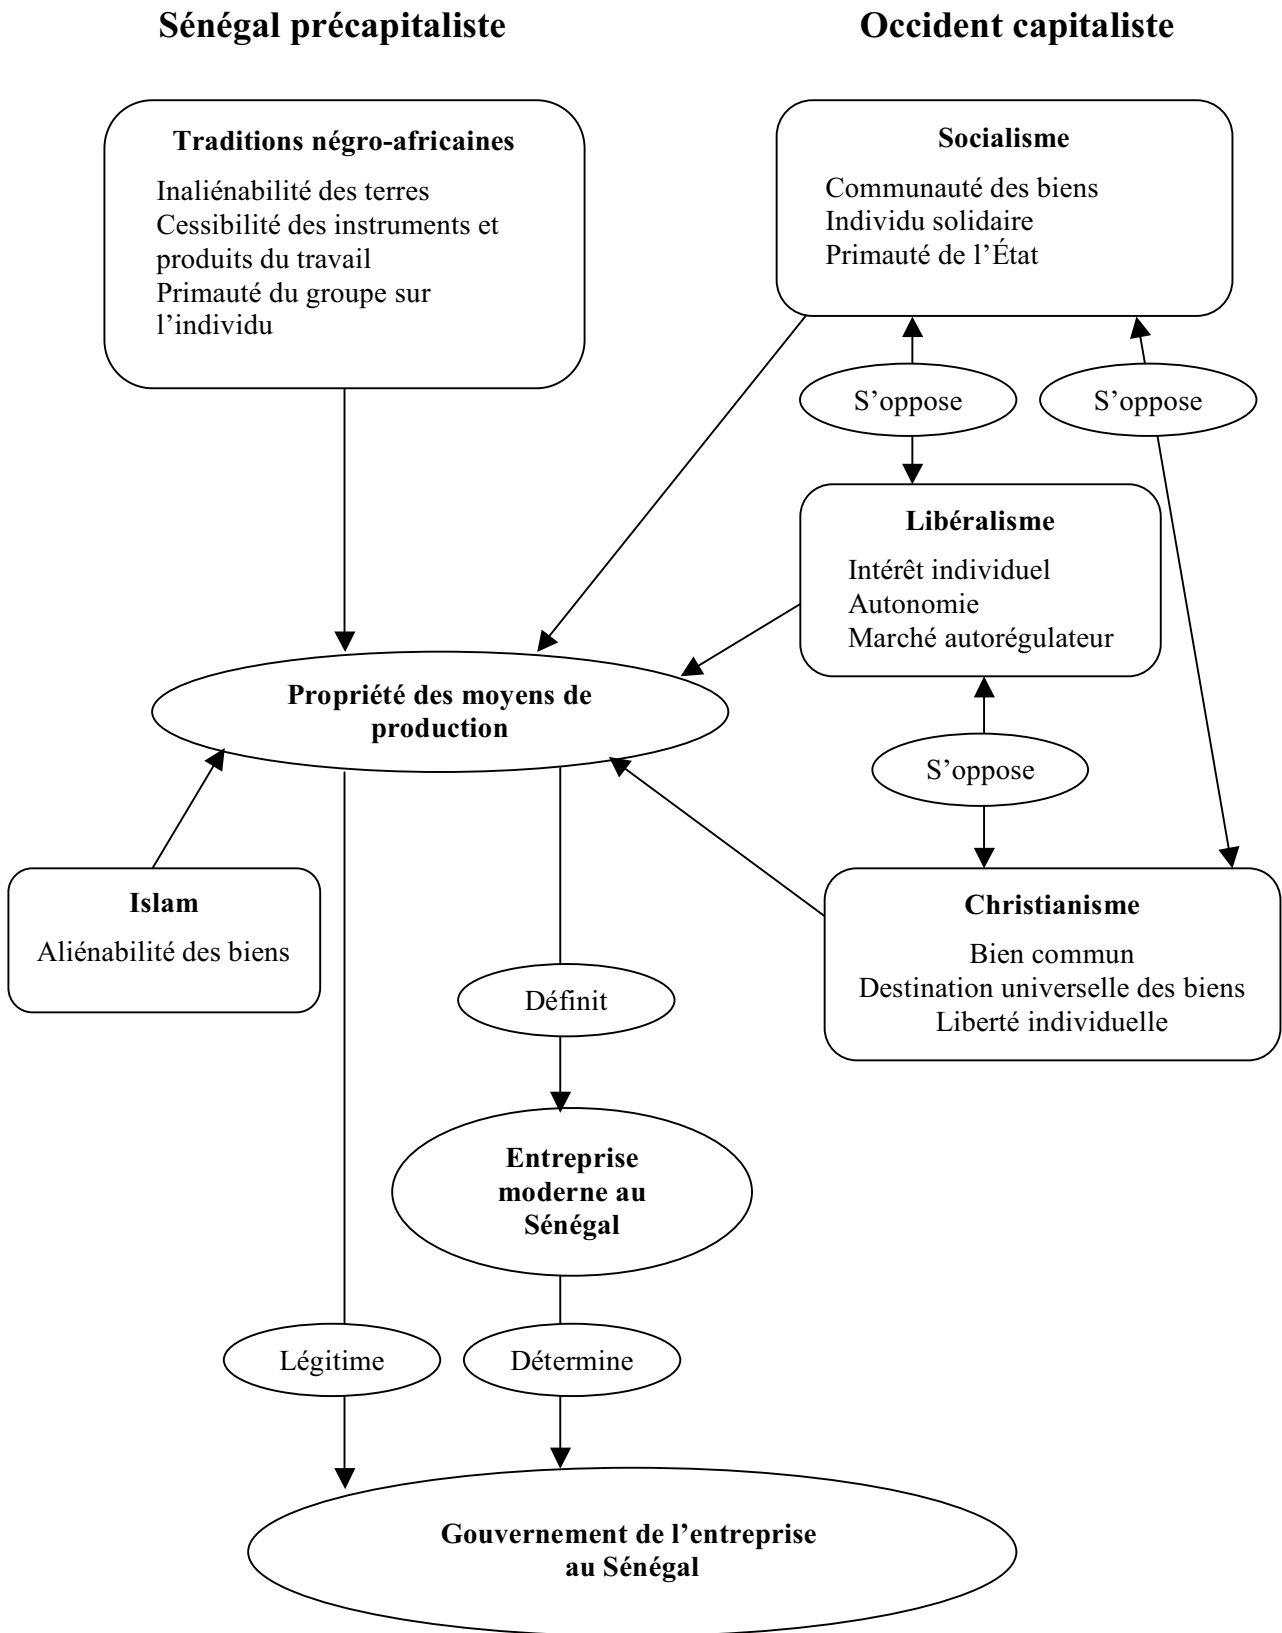 Sénégal précapitaliste
Occident capitaliste
Traditions négro-africaines
Inaliénabilité des terres
Cessibilité des instruments et
produits du travail
Primauté du groupe sur
l’individu
Socialisme
Communauté des biens
Individu solidaire
Primauté de l’État
S’oppose
S’oppose
Libéralisme
Intérêt individuel
Autonomie
Marché autorégulateur
Propriété des moyens de
production
S’oppose
Islam
Aliénabilité des biens
Christianisme
Bien commun
Destination universelle des biens
Liberté individuelle
Définit
Entreprise
moderne au
Sénégal
Légitime
Détermine
Gouvernement de l’entreprise
au Sénégal